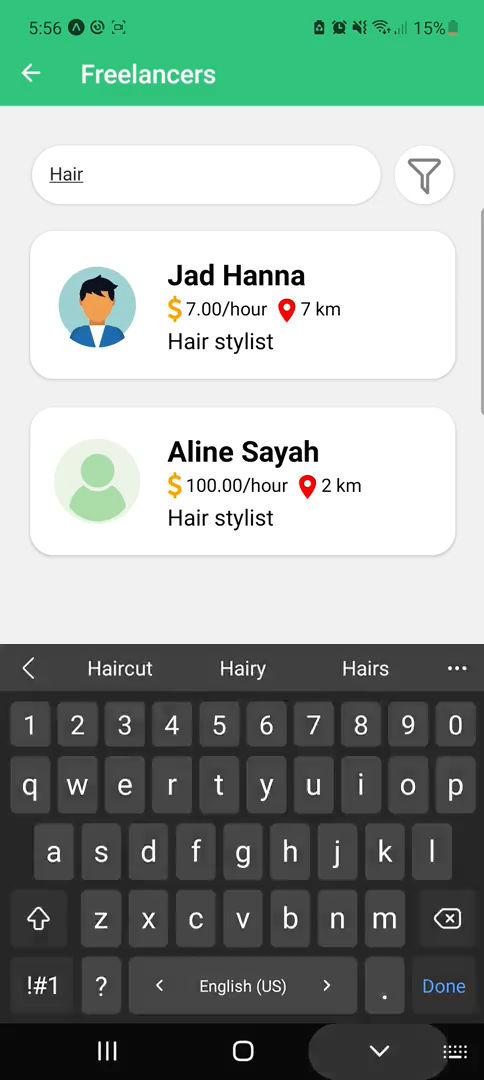 5:56 15%
Freelancers
Hair
Jad Hanna
$ 7.00/hour 7 km
Hair stylist
Aline Sayah
$ 100.00/hour 2 km
Hair stylist
Haircut Hairy Hairs ...
1 2 3 4 5 6 7 8 9 0
q w e r t y u i o p
a s d f g h j k l
z x c v b n m
!#1 ? < English (US) > . Done